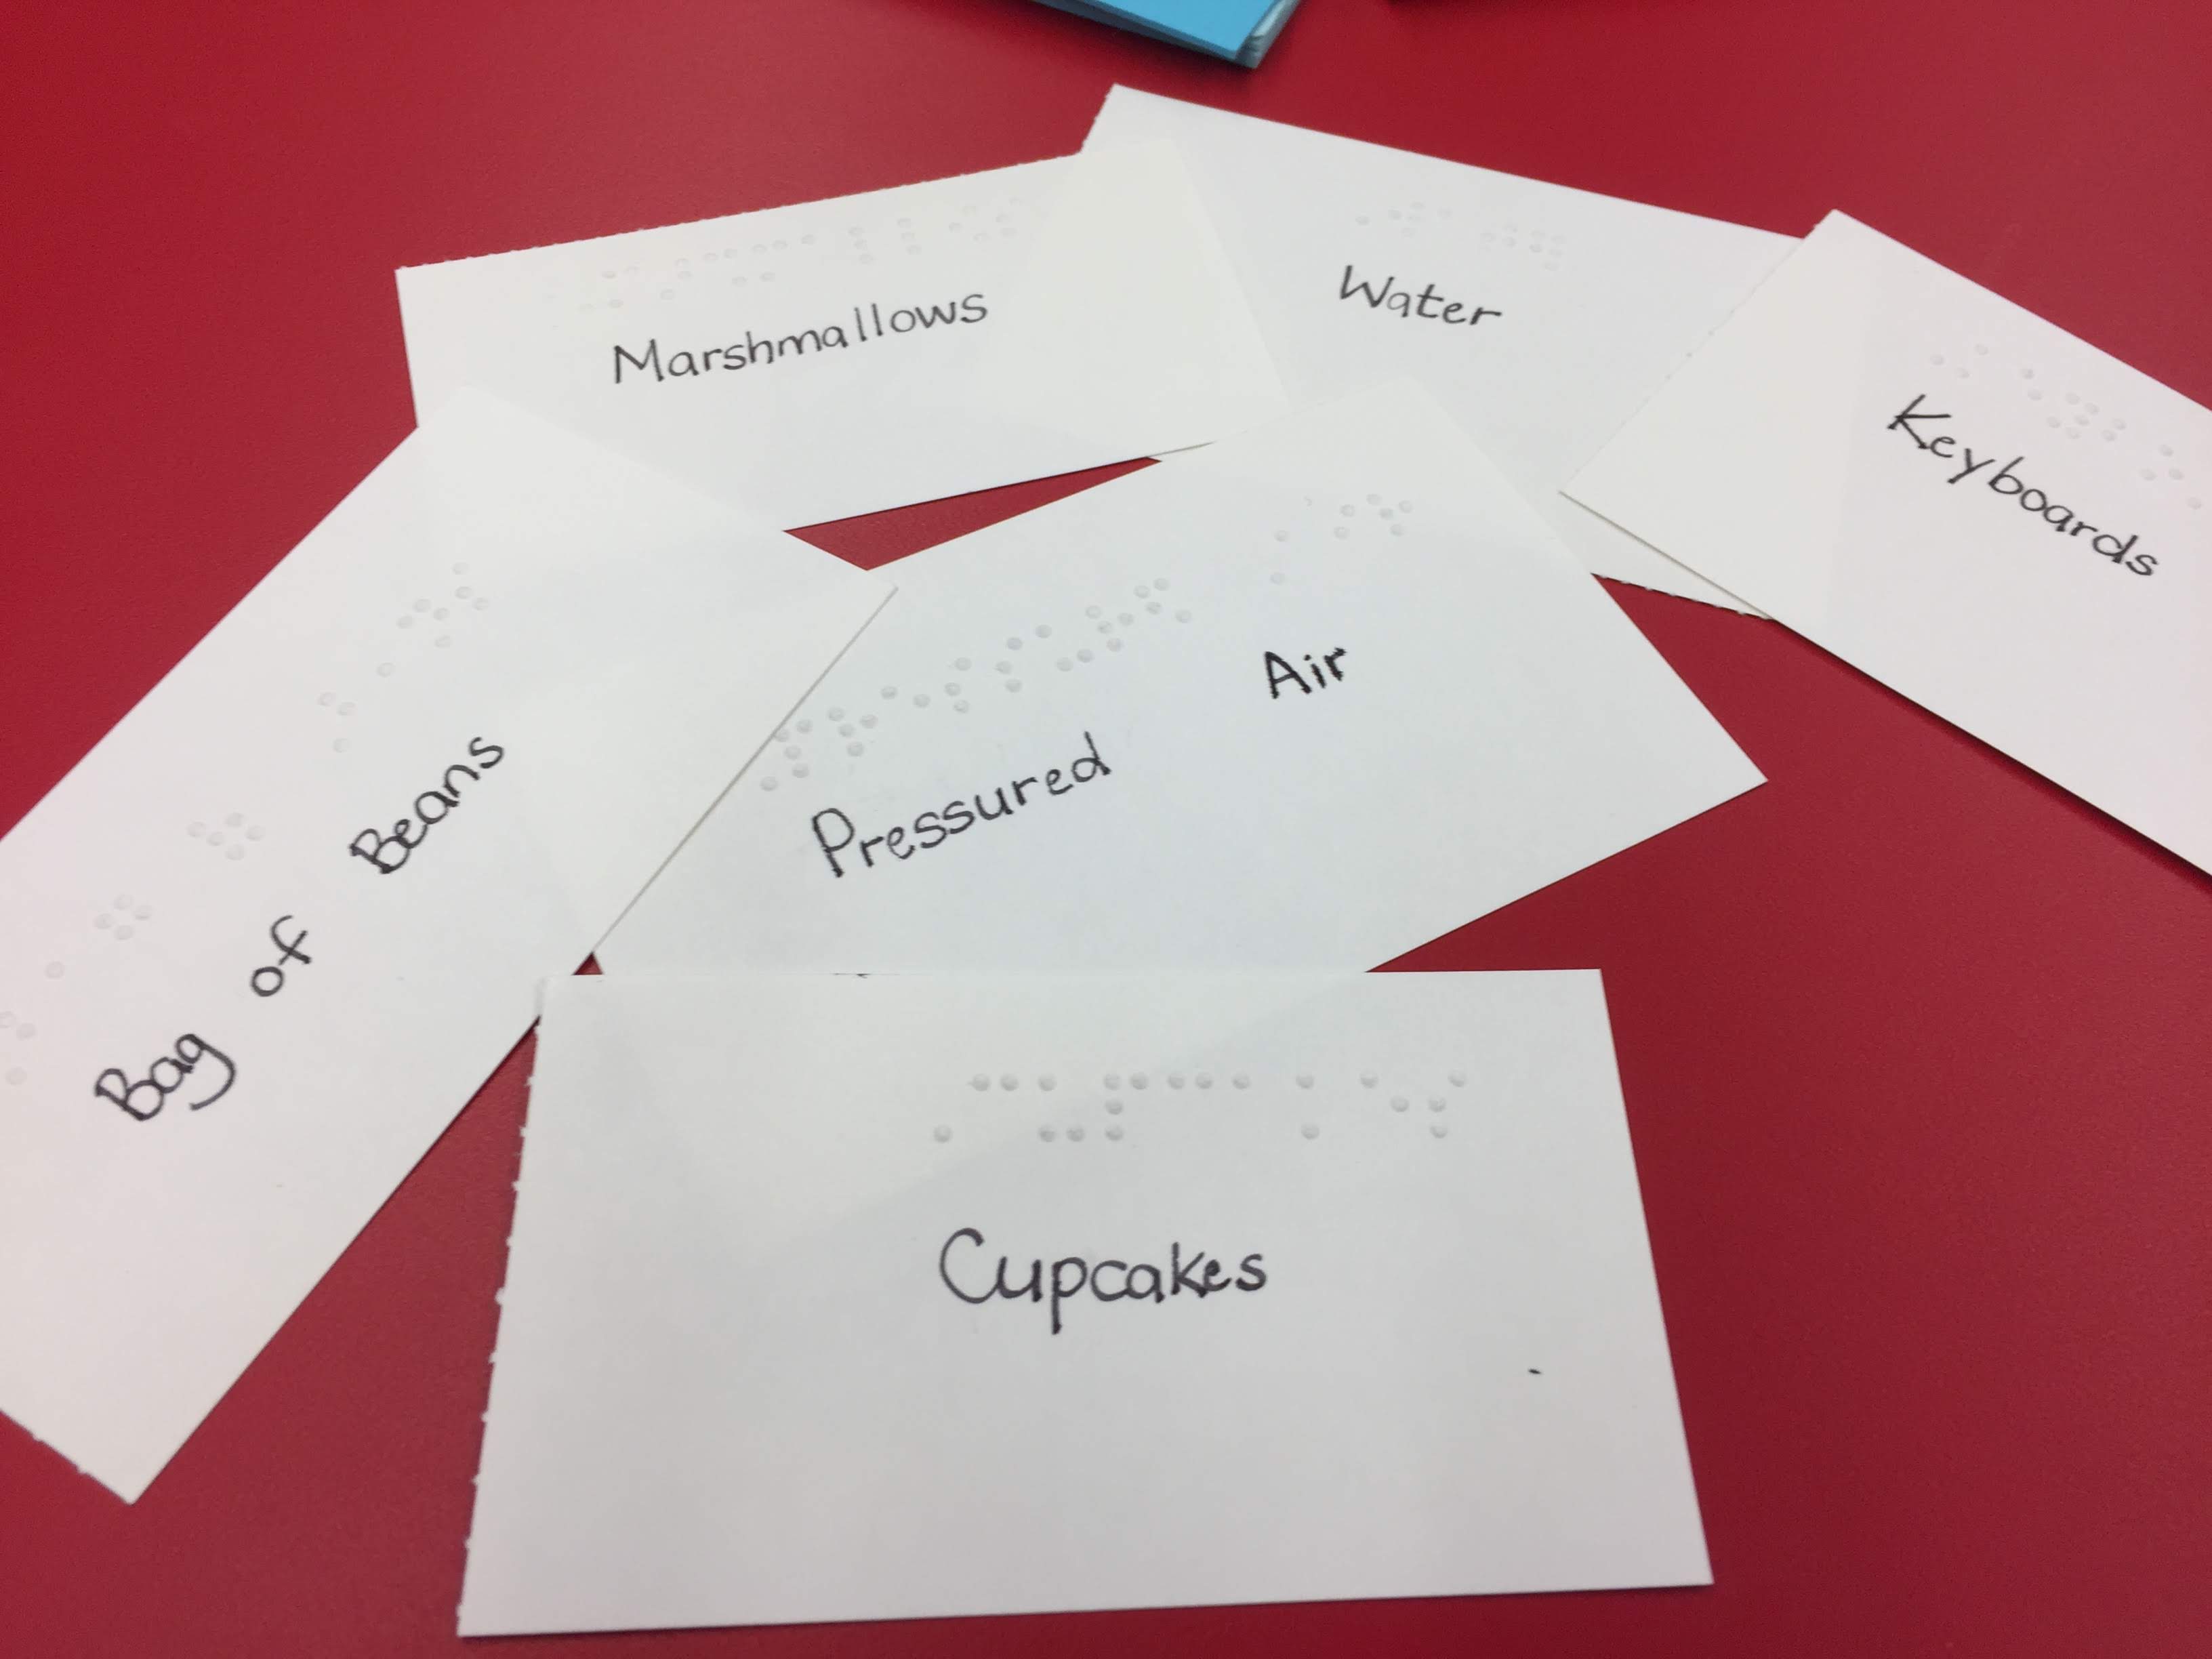 Marshmallows
Water
Keyboards
Bag of Beans
Pressured Air
Cupcakes